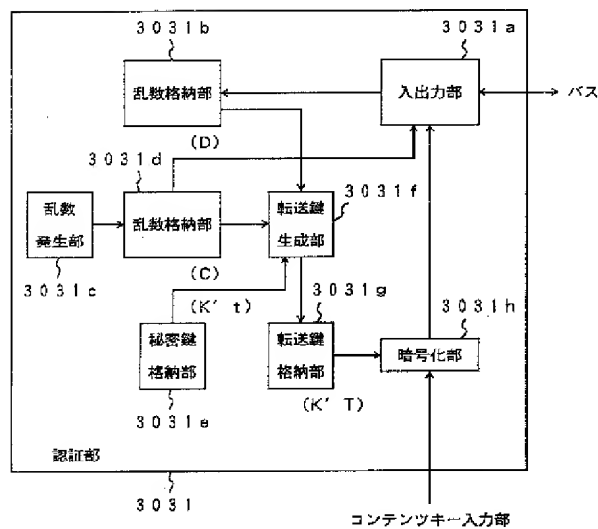 3031b
3031a
乱数格納部
入出力部
バス
(D)
3031d
3031f
乱数
発生部
乱数格納部
転送鍵
生成部
3031c
(C)
(K't)
3031g
3031h
秘密鍵
格納部
転送鍵
格納部
暗号化部
(K'T)
3031e
認証部
3031
コンテンツキー入力部